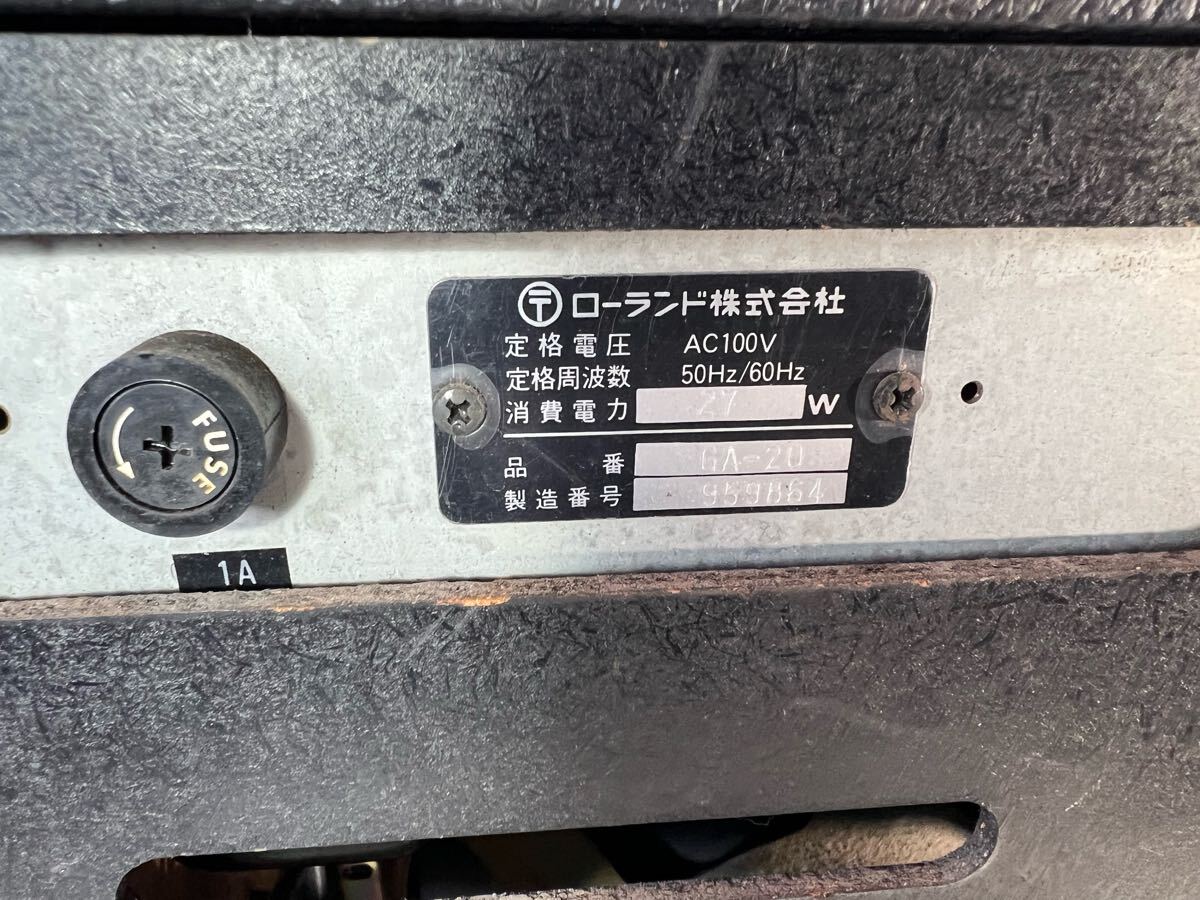 〒 ローランド株式会社
定格電圧 AC100V
定格周波数 50Hz/60Hz
消費電力 27 W
品番 GA-20
製造番号 959864
FUSE
1A